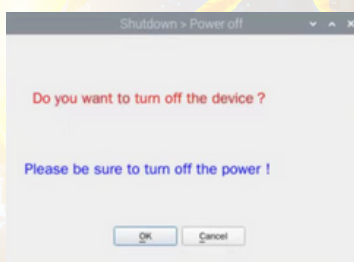 Shutdown > Power off
Do you want to turn off the device ?
Please be sure to turn off the power !
OK
Cancel